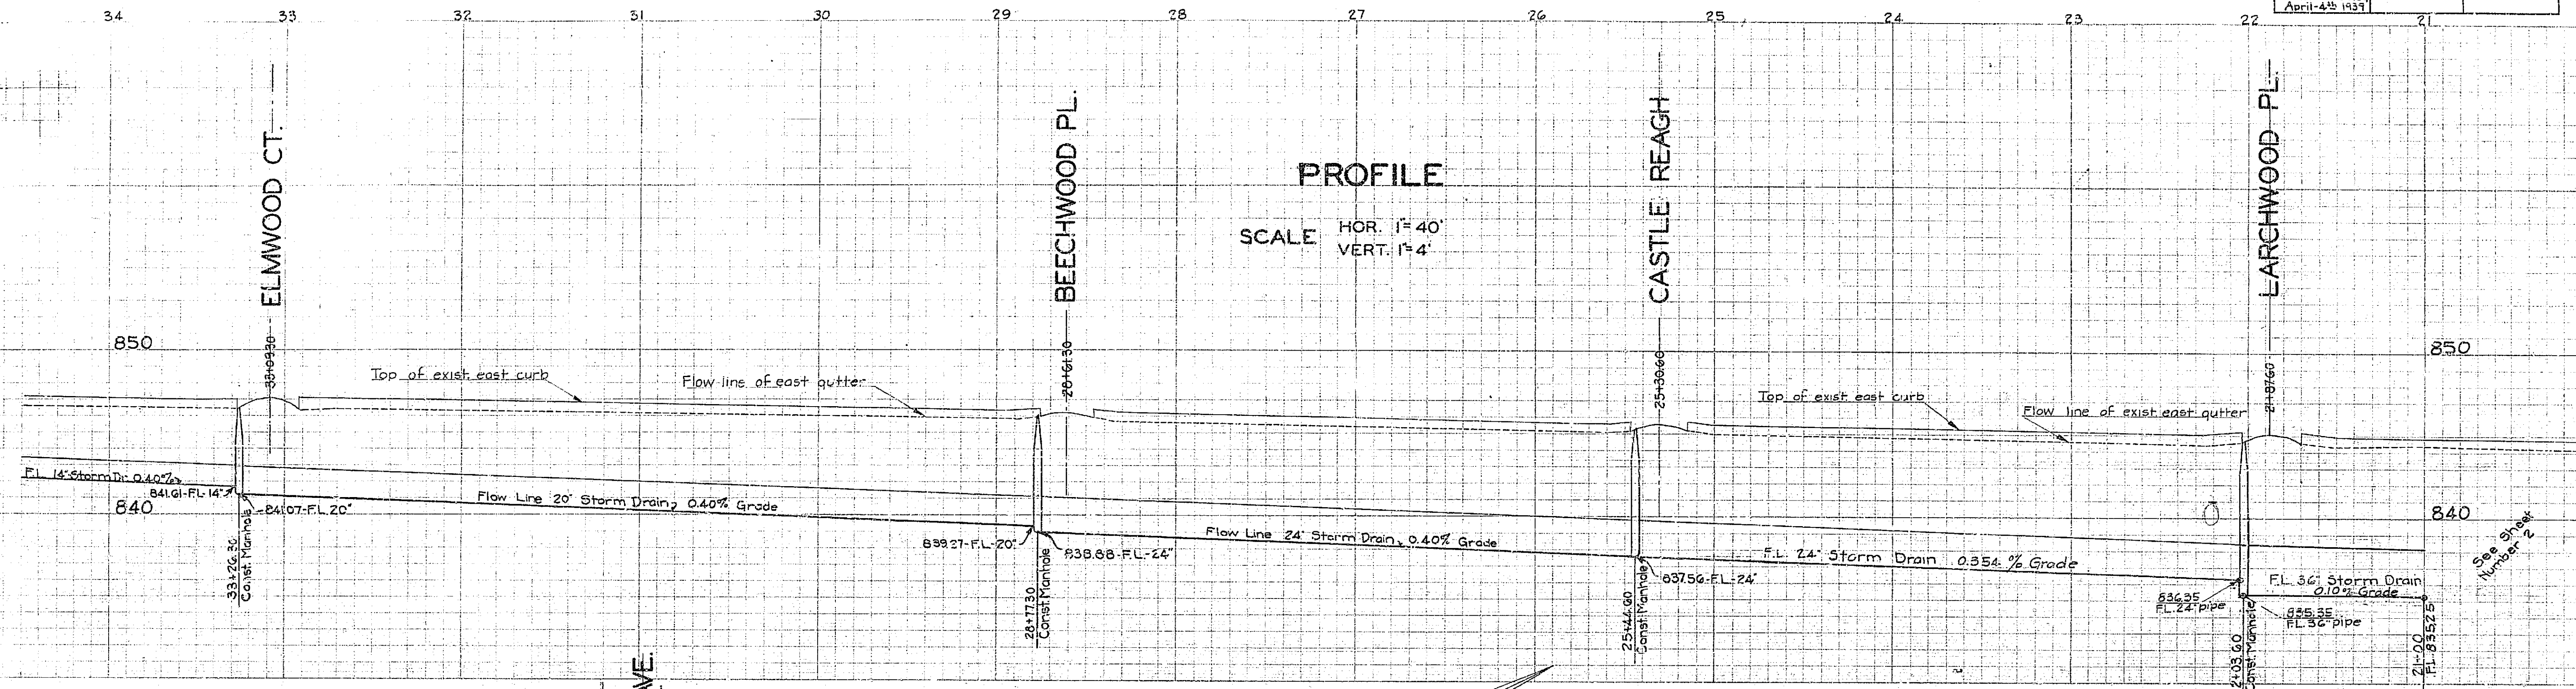 April-4th 1939
34 33 32 31 30 29 28 27 26 25 24 23 22 21
ELMWOOD CT.
BEECHWOOD PL.
CASTLE REAGH
LARCHWOOD PL.
PROFILE
SCALE HOR. 1"=40'
VERT. 1"=4'
850
33+09.30
28+61.30
25+30.60
21+87.60
850
Top of exist. east curb
Flow line of east gutter
Top of exist. east curb
Flow line of exist. east gutter
F.L. 14" Storm Dr. 0.40%
841.61-F.L-14"
840
841.07-F.L. 20"
Flow Line 20" Storm Drain, 0.40% Grade
839.27-F.L-20"
838.88-F.L.-24"
Flow Line 24" Storm Drain, 0.40% Grade
837.56-F.L-24"
F.L. 24" Storm Drain 0.354 % Grade
840
See Sheet
Number 2
836.35
F.L. 24" pipe
F.L. 36" Storm Drain
0.10% Grade
835.35
F.L. 36" pipe
33+26.30
Const. Manhole
28+77.30
Const. Manhole
25+44.60
Const. Manhole
2+03.60
Const. Manhole
21+00
F.L. 835.25
AVE.